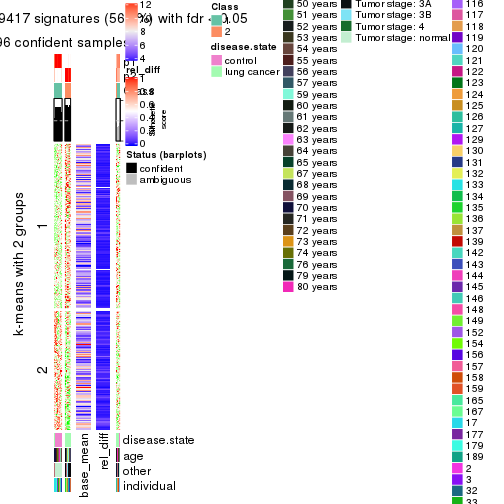 9417 signatures (56
%) with fdr < 0.05
96 confident samples
12
10
8
6
4
rel_diff
1
0.8
0.6
0.4
0.2
0
Silhouette
score
Status (barplots)
confident
ambiguous
Class
1
2
disease.state
control
lung cancer
k-means with 2 groups
1
2
base_mean
rel_diff
disease.state
age
other
individual
50 years
51 years
52 years
53 years
54 years
55 years
56 years
57 years
59 years
60 years
61 years
62 years
63 years
64 years
65 years
67 years
68 years
69 years
70 years
71 years
72 years
73 years
74 years
76 years
79 years
80 years
Tumor stage: 3A
Tumor stage: 3B
Tumor stage: 4
Tumor stage: normal
116
117
118
119
120
121
122
123
124
125
126
127
129
130
131
132
133
134
135
136
137
139
142
143
144
145
146
148
149
152
154
156
157
158
159
165
167
17
177
179
189
2
3
32
33